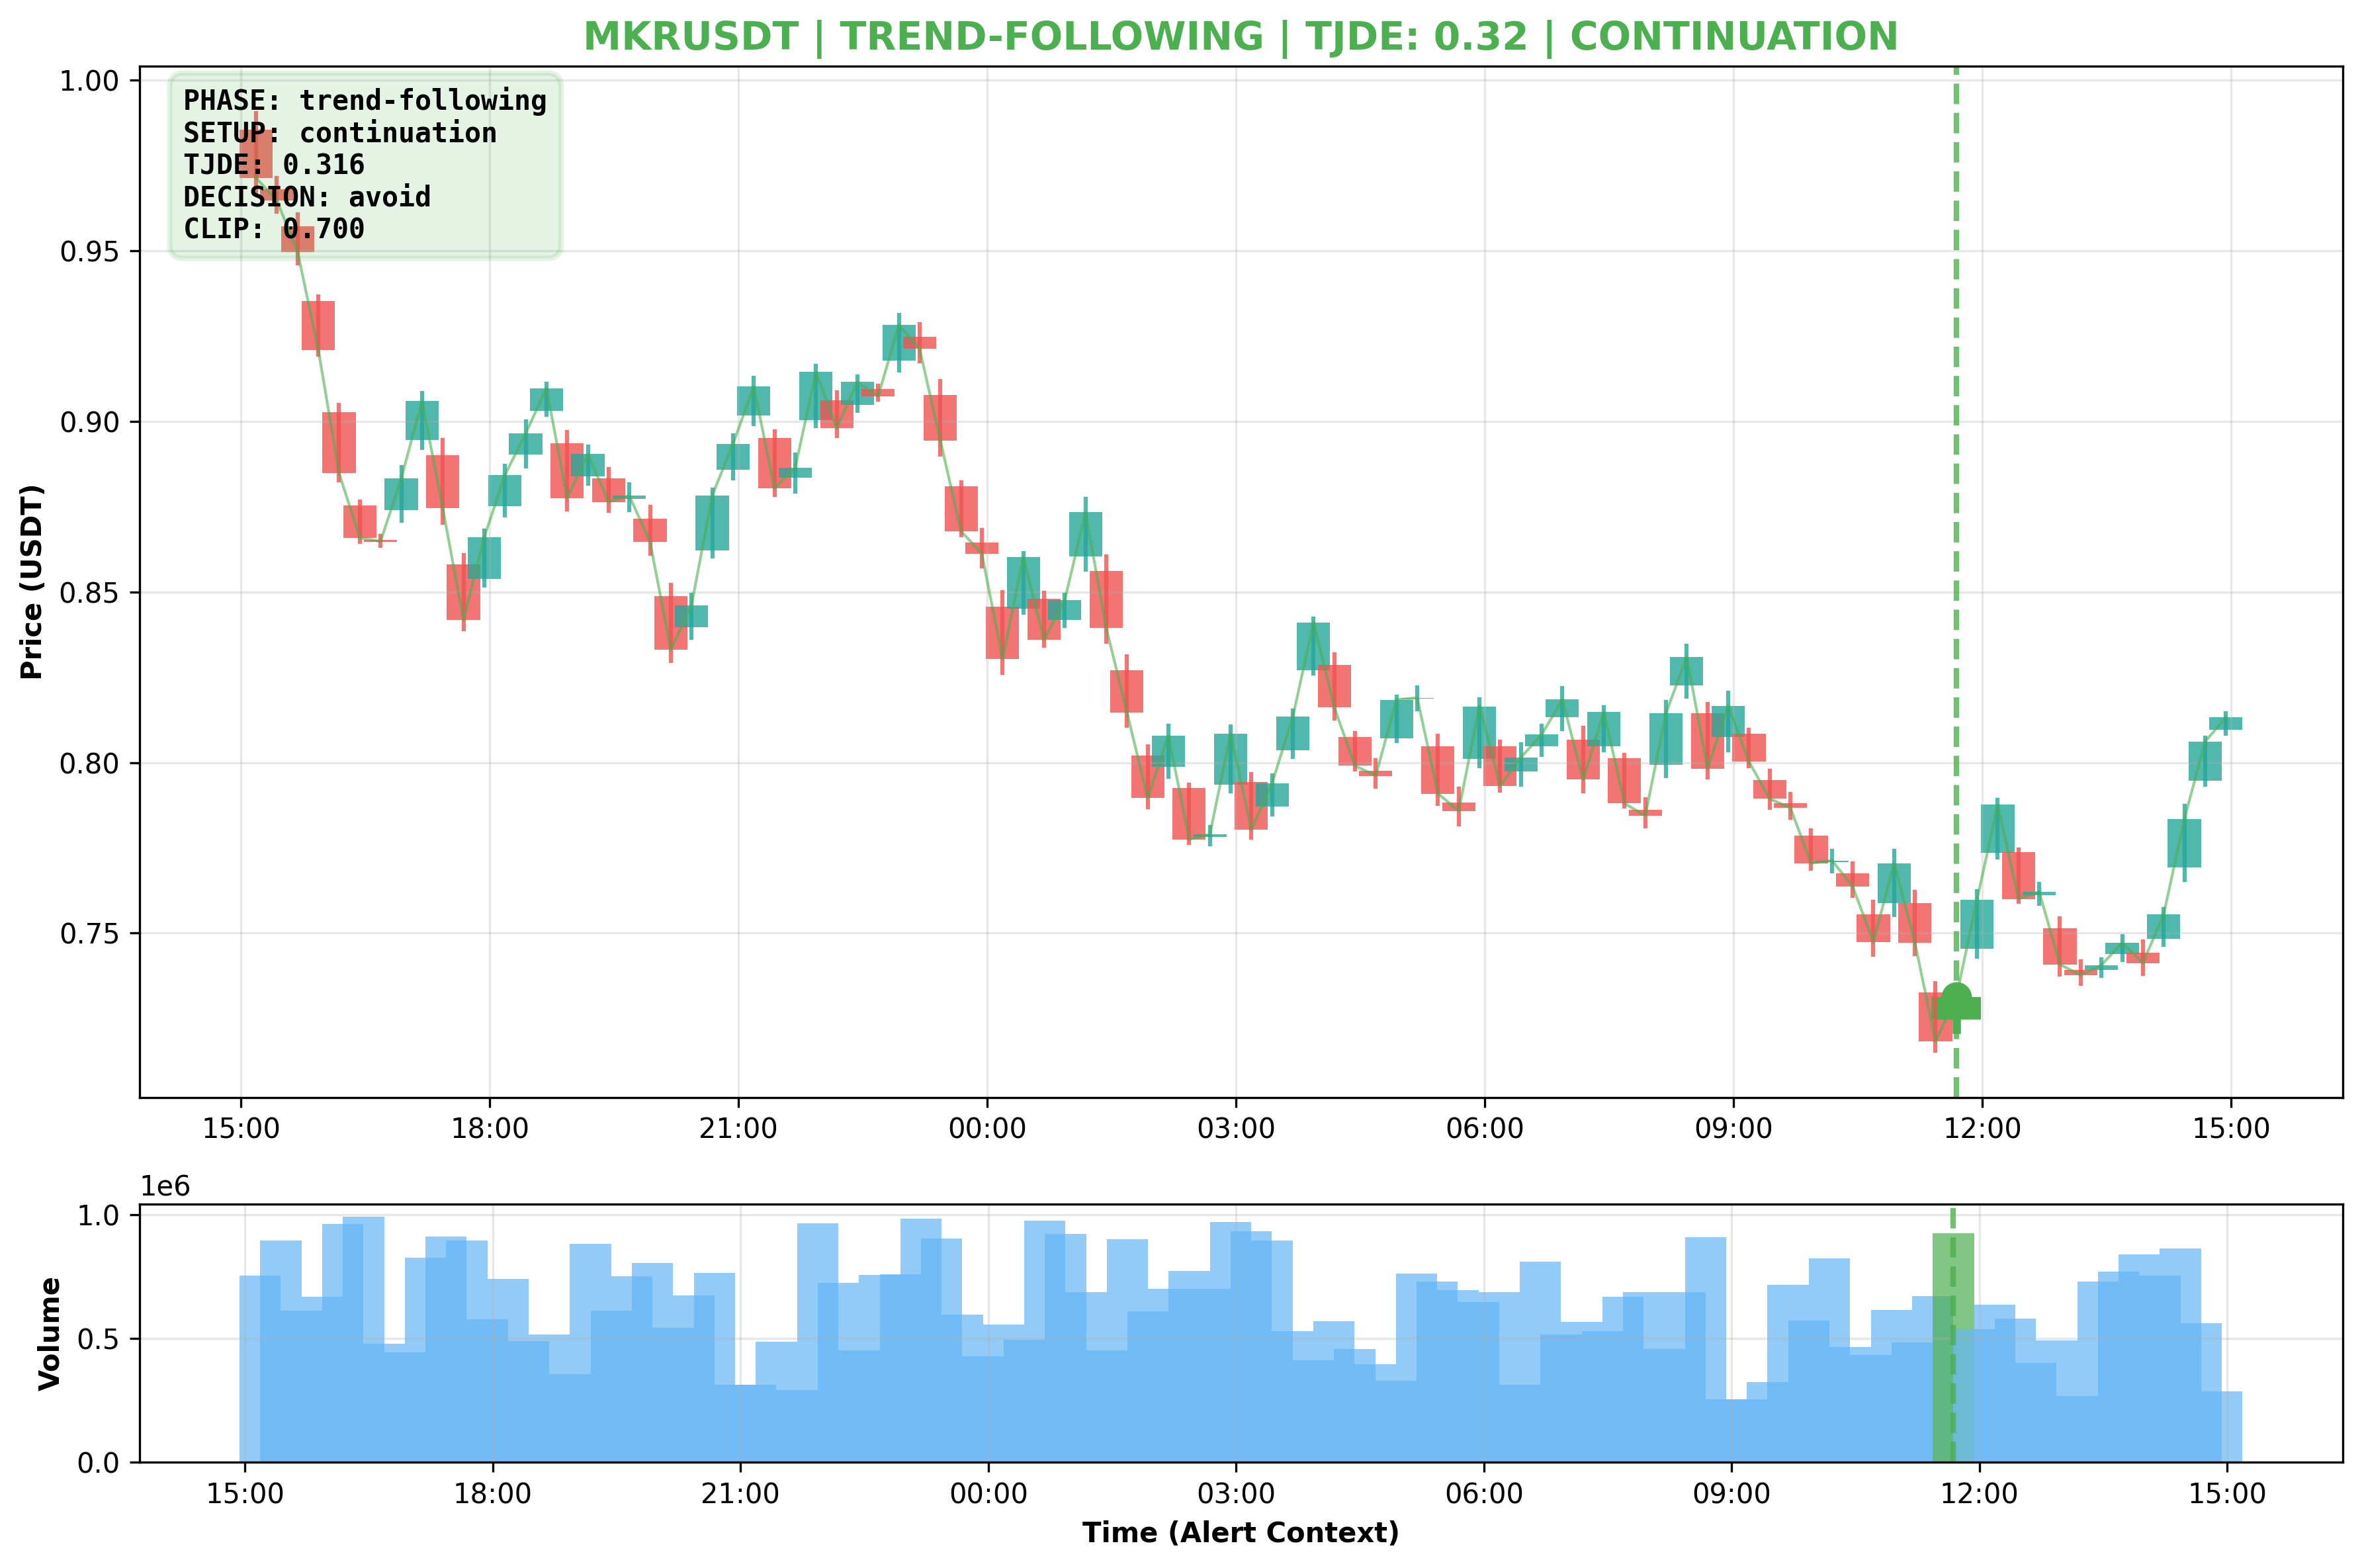 MKRUSDT | TREND-FOLLOWING | TJDE: 0.32 | CONTINUATION
PHASE: trend-following
SETUP: continuation
TJDE: 0.316
DECISION: avoid
CLIP: 0.700
Price (USDT)
1.00
0.95
0.90
0.85
0.80
0.75
15:00 18:00 21:00 00:00 03:00 06:00 09:00 12:00 15:00
1e6
Volume
1.0
0.5
0.0
15:00 18:00 21:00 00:00 03:00 06:00 09:00 12:00 15:00
Time (Alert Context)